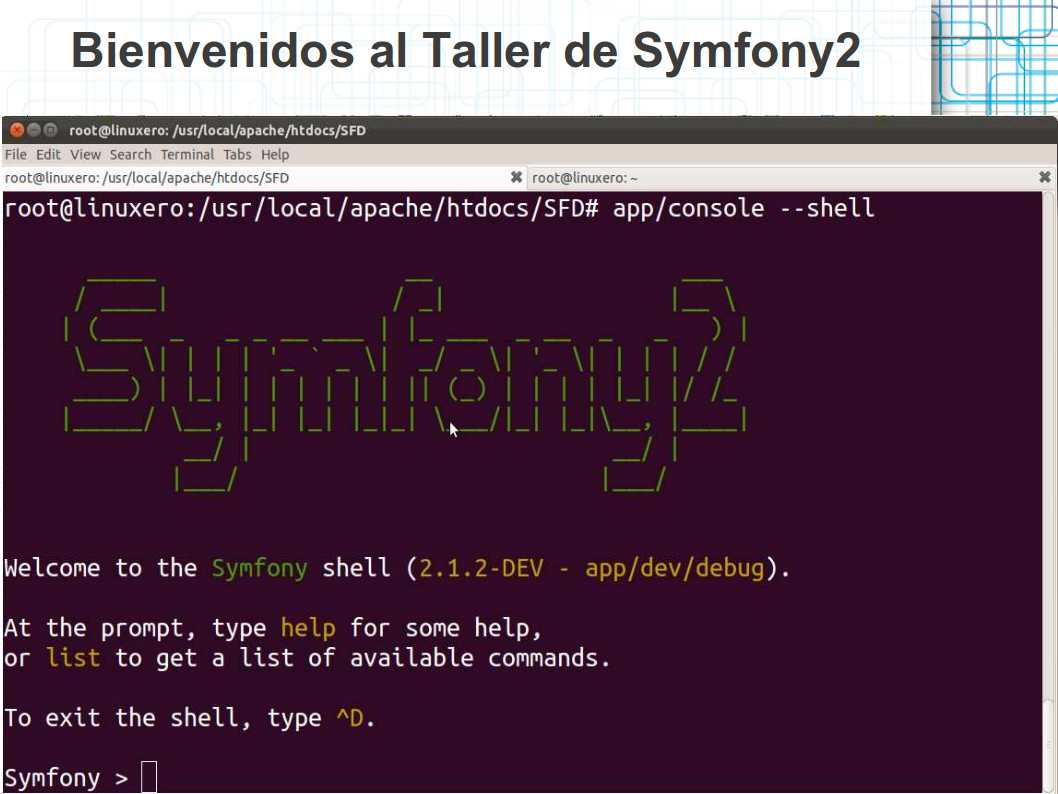 Bienvenidos al Taller de Symfony2
root@linuxero: /usr/local/apache/htdocs/SFD
File Edit View Search Terminal Tabs Help
root@linuxero: /usr/local/apache/htdocs/SFD root@linuxero: ~
root@linuxero:/usr/local/apache/htdocs/SFD# app/console --shell
Symfony2
Welcome to the Symfony shell (2.1.2-DEV - app/dev/debug).
At the prompt, type help for some help,
or list to get a list of available commands.
To exit the shell, type ^D.
Symfony >